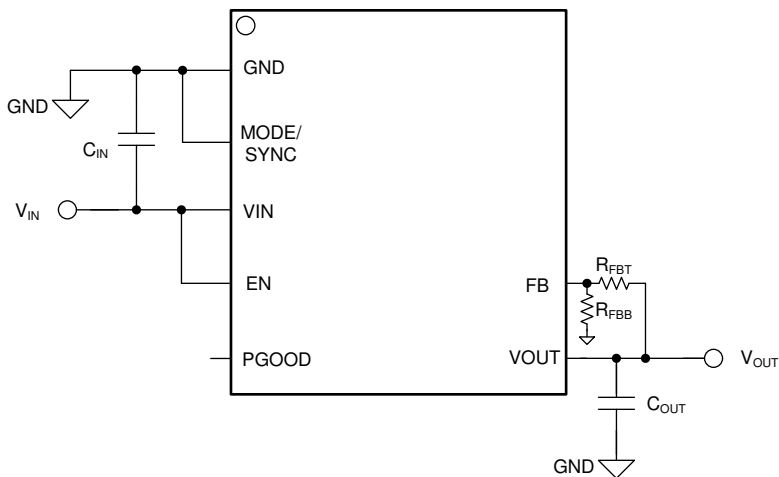 GND
GND
MODE/
SYNC
C_IN
V_IN
VIN
EN
FB
R_FBT
R_FBB
PGOOD
VOUT
V_OUT
C_OUT
GND